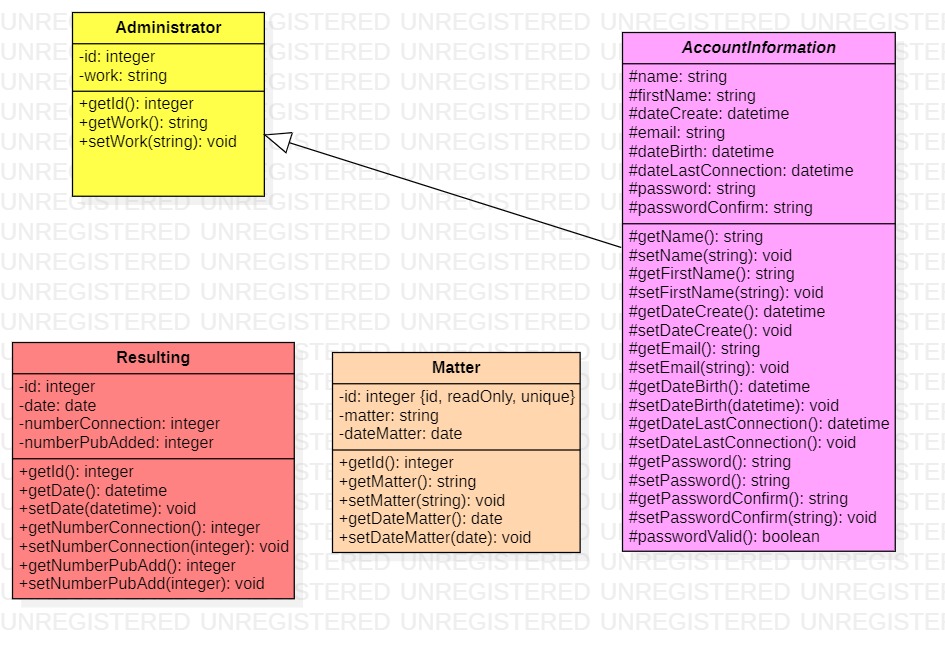 Administrator
-id: integer
-work: string
+getId(): integer
+getWork(): string
+setWork(string): void
AccountInformation
#name: string
#firstName: string
#dateCreate: datetime
#email: string
#dateBirth: datetime
#dateLastConnection: datetime
#password: string
#passwordConfirm: string
#getName(): string
#setName(string): void
#getFirstName(): string
#setFirstName(string): void
#getDateCreate(): datetime
#setDateCreate(): void
#getEmail(): string
#setEmail(string): void
#getDateBirth(): datetime
#setDateBirth(datetime): void
#getDateLastConnection(): datetime
#setDateLastConnection(): void
#getPassword(): string
#setPassword(): string
#getPasswordConfirm(): string
#setPasswordConfirm(string): void
#passwordValid(): boolean
Resulting
-id: integer
-date: date
-numberConnection: integer
-numberPubAdded: integer
+getId(): integer
+getDate(): datetime
+setDate(datetime): void
+getNumberConnection(): integer
+setNumberConnection(integer): void
+getNumberPubAdd(): integer
+setNumberPubAdd(integer): void
Matter
-id: integer {id, readOnly, unique}
-matter: string
-dateMatter: date
+getId(): integer
+getMatter(): string
+setMatter(string): void
+getDateMatter(): date
+setDateMatter(date): void
UNREGISTERED UNREGISTERED UNREGISTERED UNREGISTERED